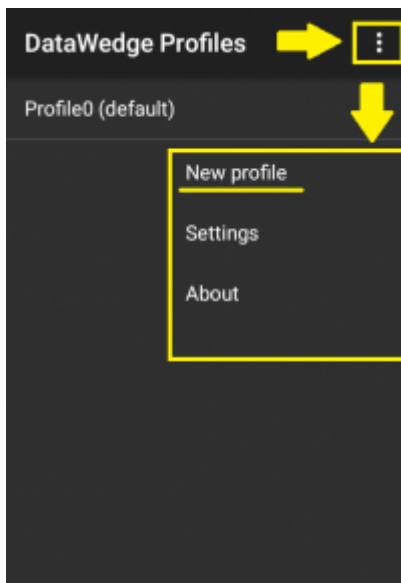 DataWedge Profiles
Profile0 (default)
New profile
Settings
About